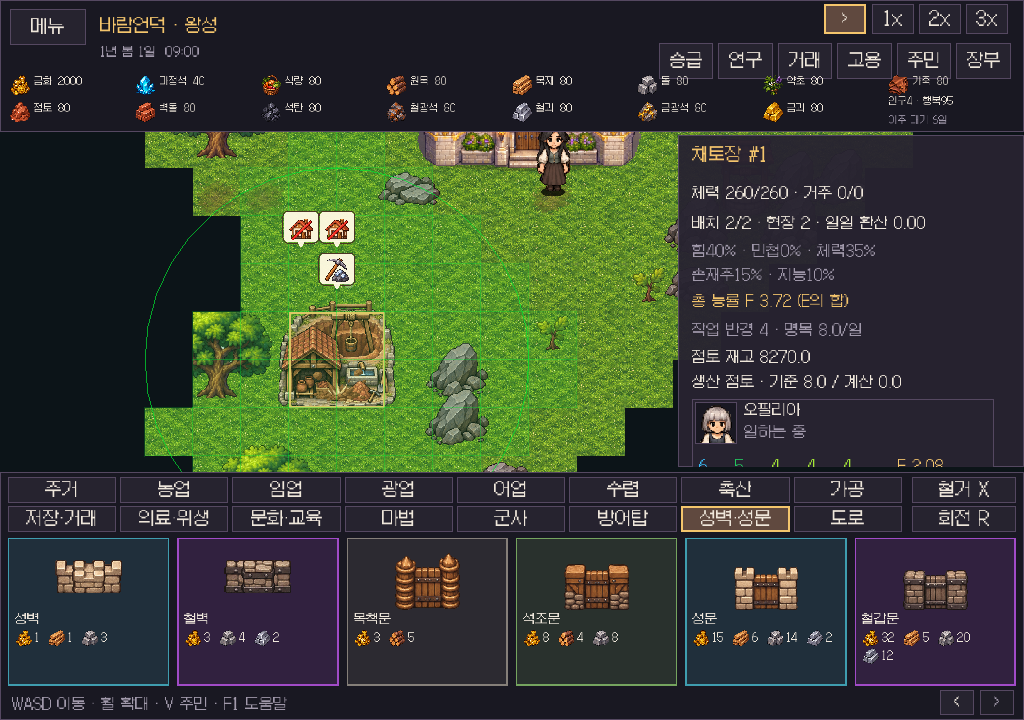 메뉴
바람언덕 · 왕성
1년 봄 1일 09:00
> 1x 2x 3x
승급 연구 거래 고용 주민 장부
금화 2000 마정석 40 식량 80 원목 80 목재 80 돌 80 약초 80 가죽 80
점토 80 벽돌 80 석탄 80 철광석 60 철괴 80 금광석 60 금괴 80
인구4 · 행복95
이주 대기 6일
채토장 #1
체력 260/260 · 거주 0/0
배치 2/2 · 현장 2 · 일일 환산 0.00
힘40% · 민첩0% · 체력35%
손재주15% · 지능10%
총 능률 F 3.72 (E의 합)
작업 반경 4 · 명목 8.0/일
점토 재고 8270.0
생산 점토 · 기준 8.0 / 계산 0.0
오필리아
일하는 중
주거 농업 임업 광업 어업 수렵 축산 가공 철거 X
저장·거래 의료·위생 문화·교육 마법 군사 방어탑 성벽·성문 도로 회전 R
성벽
1 1 3
철벽
3 4 2
목책문
3 5
석조문
8 4 8
성문
15 6 14 2
철갑문
32 5 20
12
WASD 이동 · 휠 확대 · V 주민 · F1 도움말
< >